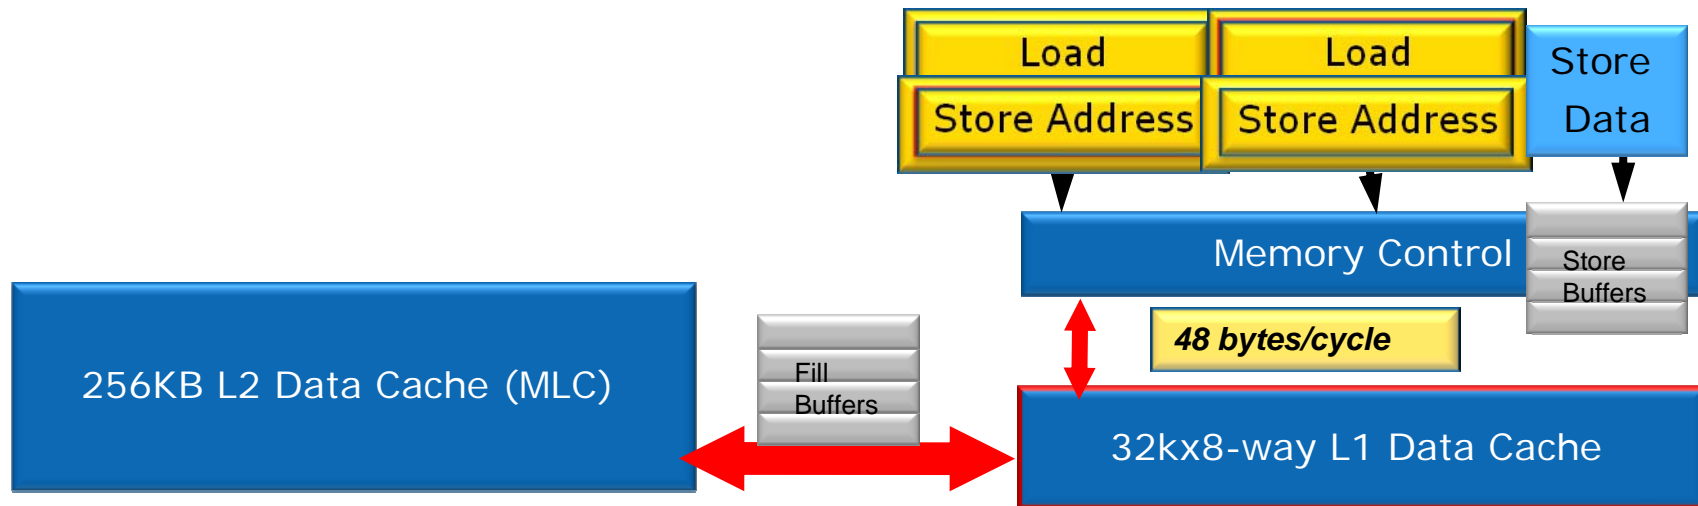 Load
Load
Store
Data
Store Address
Store Address
Memory Control
Store
Buffers
48 bytes/cycle
256KB L2 Data Cache (MLC)
Fill
Buffers
32kx8-way L1 Data Cache